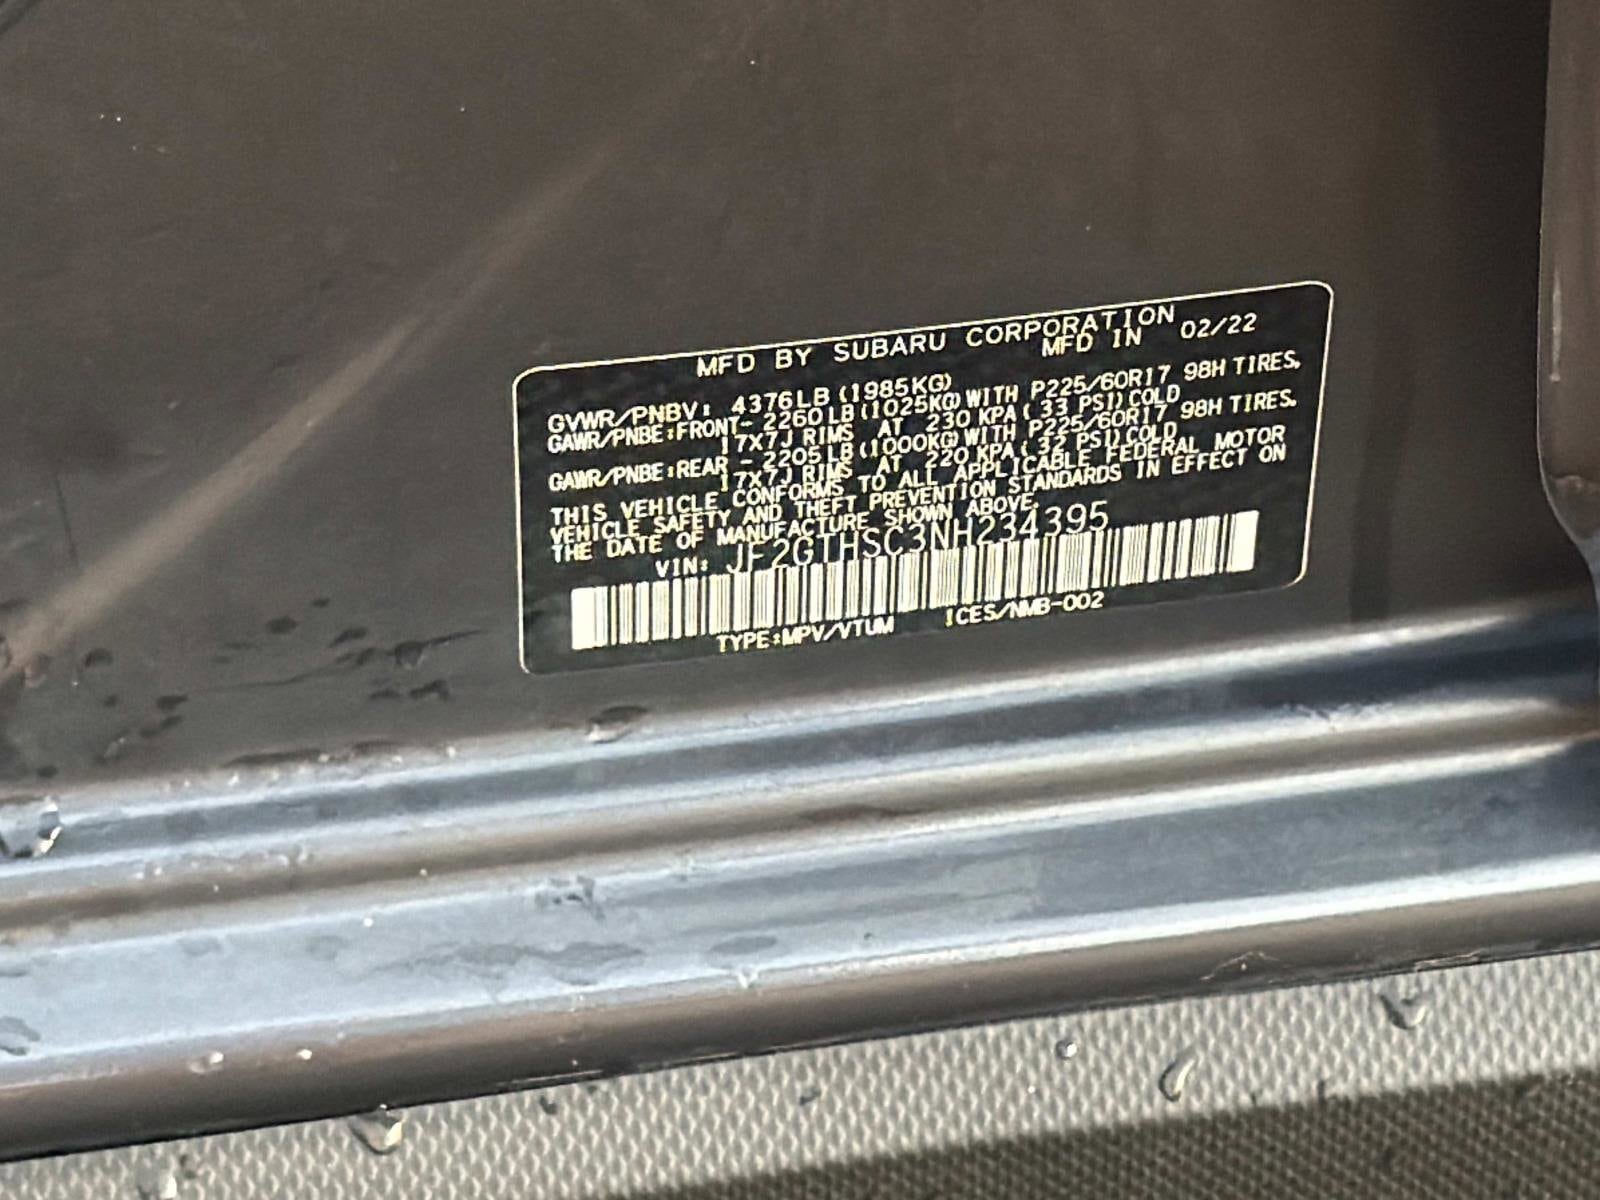 MFD BY SUBARU CORPORATION
MFD IN 02/22
GVWR/PNBV: 4376LB (1985KG)
GAWR/PNBE:FRONT- 2260LB (1025KG) WITH P225/60R17 98H TIRES,
17X7J RIMS AT 230 KPA ( 33 PSI) COLD
GAWR/PNBE:REAR - 2205LB (1000KG) WITH P225/60R17 98H TIRES.
17X7J RIMS AT 220 KPA ( 32 PSI) COLD
THIS VEHICLE CONFORMS TO ALL APPLICABLE FEDERAL MOTOR
VEHICLE SAFETY AND THEFT PREVENTION STANDARDS IN EFFECT ON
THE DATE OF MANUFACTURE SHOWN ABOVE.
VIN: JF2GTHSC3NH234395
TYPE:MPV/VTUM ICES/NMB-002